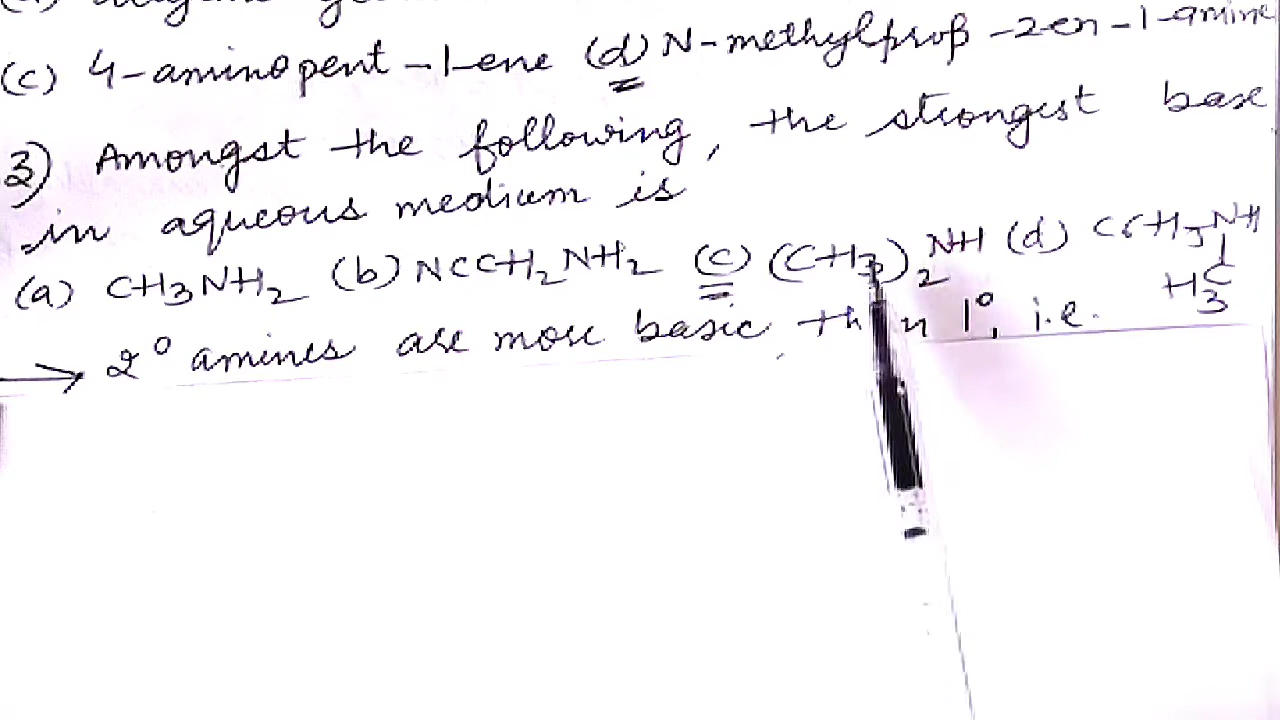 (c) 4-aminopent-1-ene (d) N-methylprop-2-en-1-amine
3) Amongst the following, the strongest base
in aqueous medium is
(a) CH3NH2 (b) NCCH2NH2 (c) (CH3)2NH (d) C6H5NH
H3C
→ 2° amines are more basic than 1°, i.e.